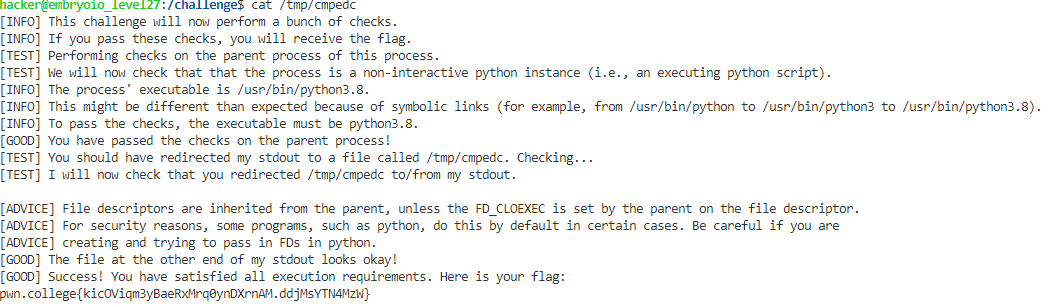 hacker@embryoio_level27:/challenge$ cat /tmp/cmpedc
[INFO] This challenge will now perform a bunch of checks.
[INFO] If you pass these checks, you will receive the flag.
[TEST] Performing checks on the parent process of this process.
[TEST] We will now check that that the process is a non-interactive python instance (i.e., an executing python script).
[INFO] The process' executable is /usr/bin/python3.8.
[INFO] This might be different than expected because of symbolic links (for example, from /usr/bin/python to /usr/bin/python3 to /usr/bin/python3.8).
[INFO] To pass the checks, the executable must be python3.8.
[GOOD] You have passed the checks on the parent process!
[TEST] You should have redirected my stdout to a file called /tmp/cmpedc. Checking...
[TEST] I will now check that you redirected /tmp/cmpedc to/from my stdout.
[ADVICE] File descriptors are inherited from the parent, unless the FD_CLOEXEC is set by the parent on the file descriptor.
[ADVICE] For security reasons, some programs, such as python, do this by default in certain cases. Be careful if you are
[ADVICE] creating and trying to pass in FDs in python.
[GOOD] The file at the other end of my stdout looks okay!
[GOOD] Success! You have satisfied all execution requirements. Here is your flag:
pwn.college{kicOViqm3yBaeRxMrq0ynDXrnAM.ddjMsYTN4MzW}